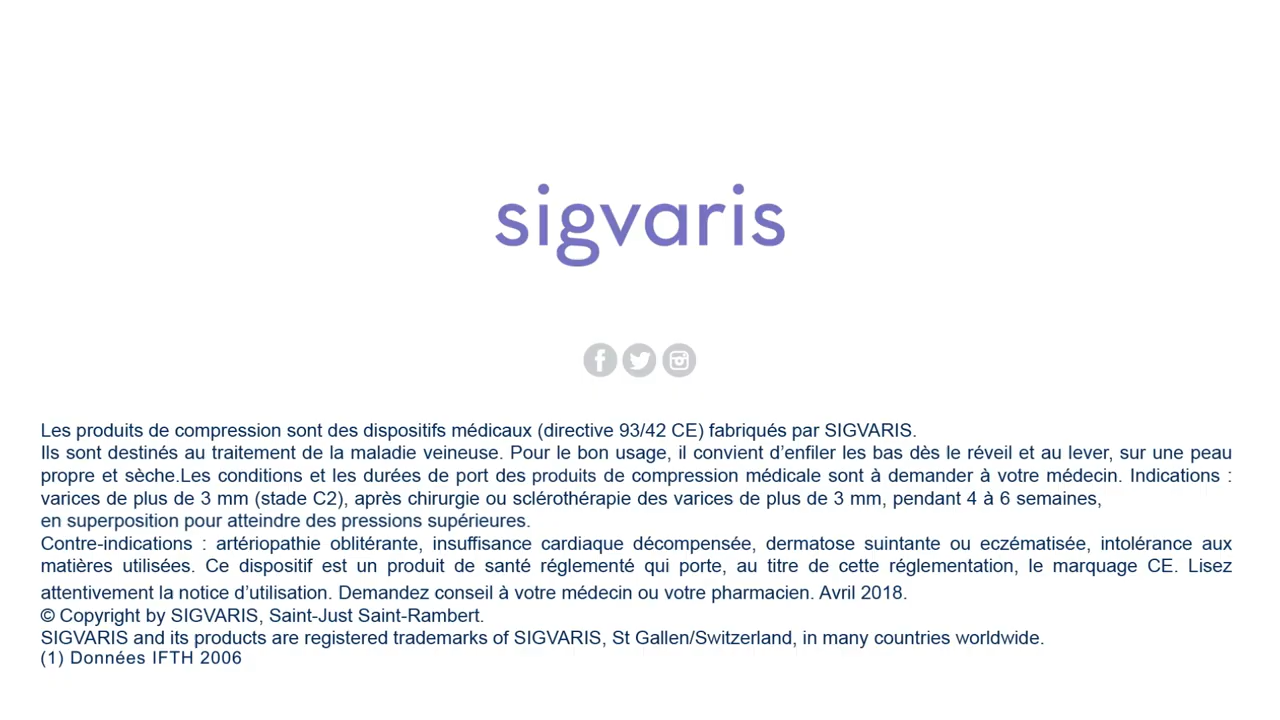 sigvaris
Les produits de compression sont des dispositifs médicaux (directive 93/42 CE) fabriqués par SIGVARIS.
Ils sont destinés au traitement de la maladie veineuse. Pour le bon usage, il convient d’enfiler les bas dès le réveil et au lever, sur une peau
propre et sèche.Les conditions et les durées de port des produits de compression médicale sont à demander à votre médecin. Indications :
varices de plus de 3 mm (stade C2), après chirurgie ou sclérothérapie des varices de plus de 3 mm, pendant 4 à 6 semaines,
en superposition pour atteindre des pressions supérieures.
Contre-indications : artériopathie oblitérante, insuffisance cardiaque décompensée, dermatose suintante ou eczématisée, intolérance aux
matières utilisées. Ce dispositif est un produit de santé réglementé qui porte, au titre de cette réglementation, le marquage CE. Lisez
attentivement la notice d’utilisation. Demandez conseil à votre médecin ou votre pharmacien. Avril 2018.
© Copyright by SIGVARIS, Saint-Just Saint-Rambert.
SIGVARIS and its products are registered trademarks of SIGVARIS, St Gallen/Switzerland, in many countries worldwide.
(1) Données IFTH 2006